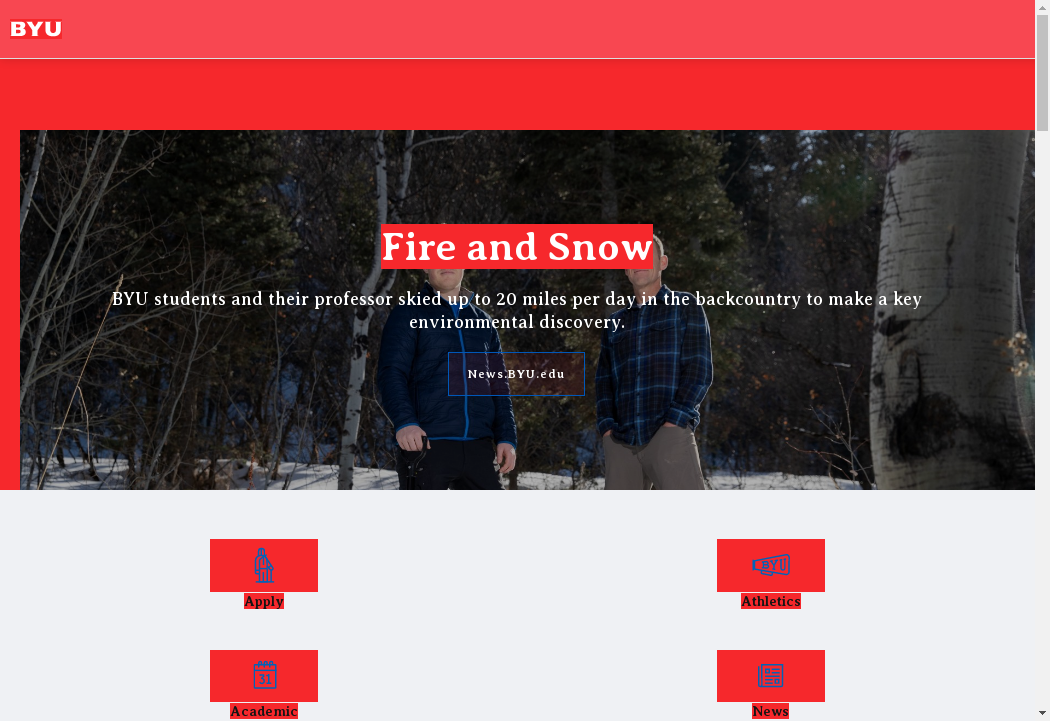 BYU
Fire and Snow
BYU students and their professor skied up to 20 miles per day in the backcountry to make a key
environmental discovery.
News.BYU.edu
BYU
Apply
Athletics
31
Academic
News